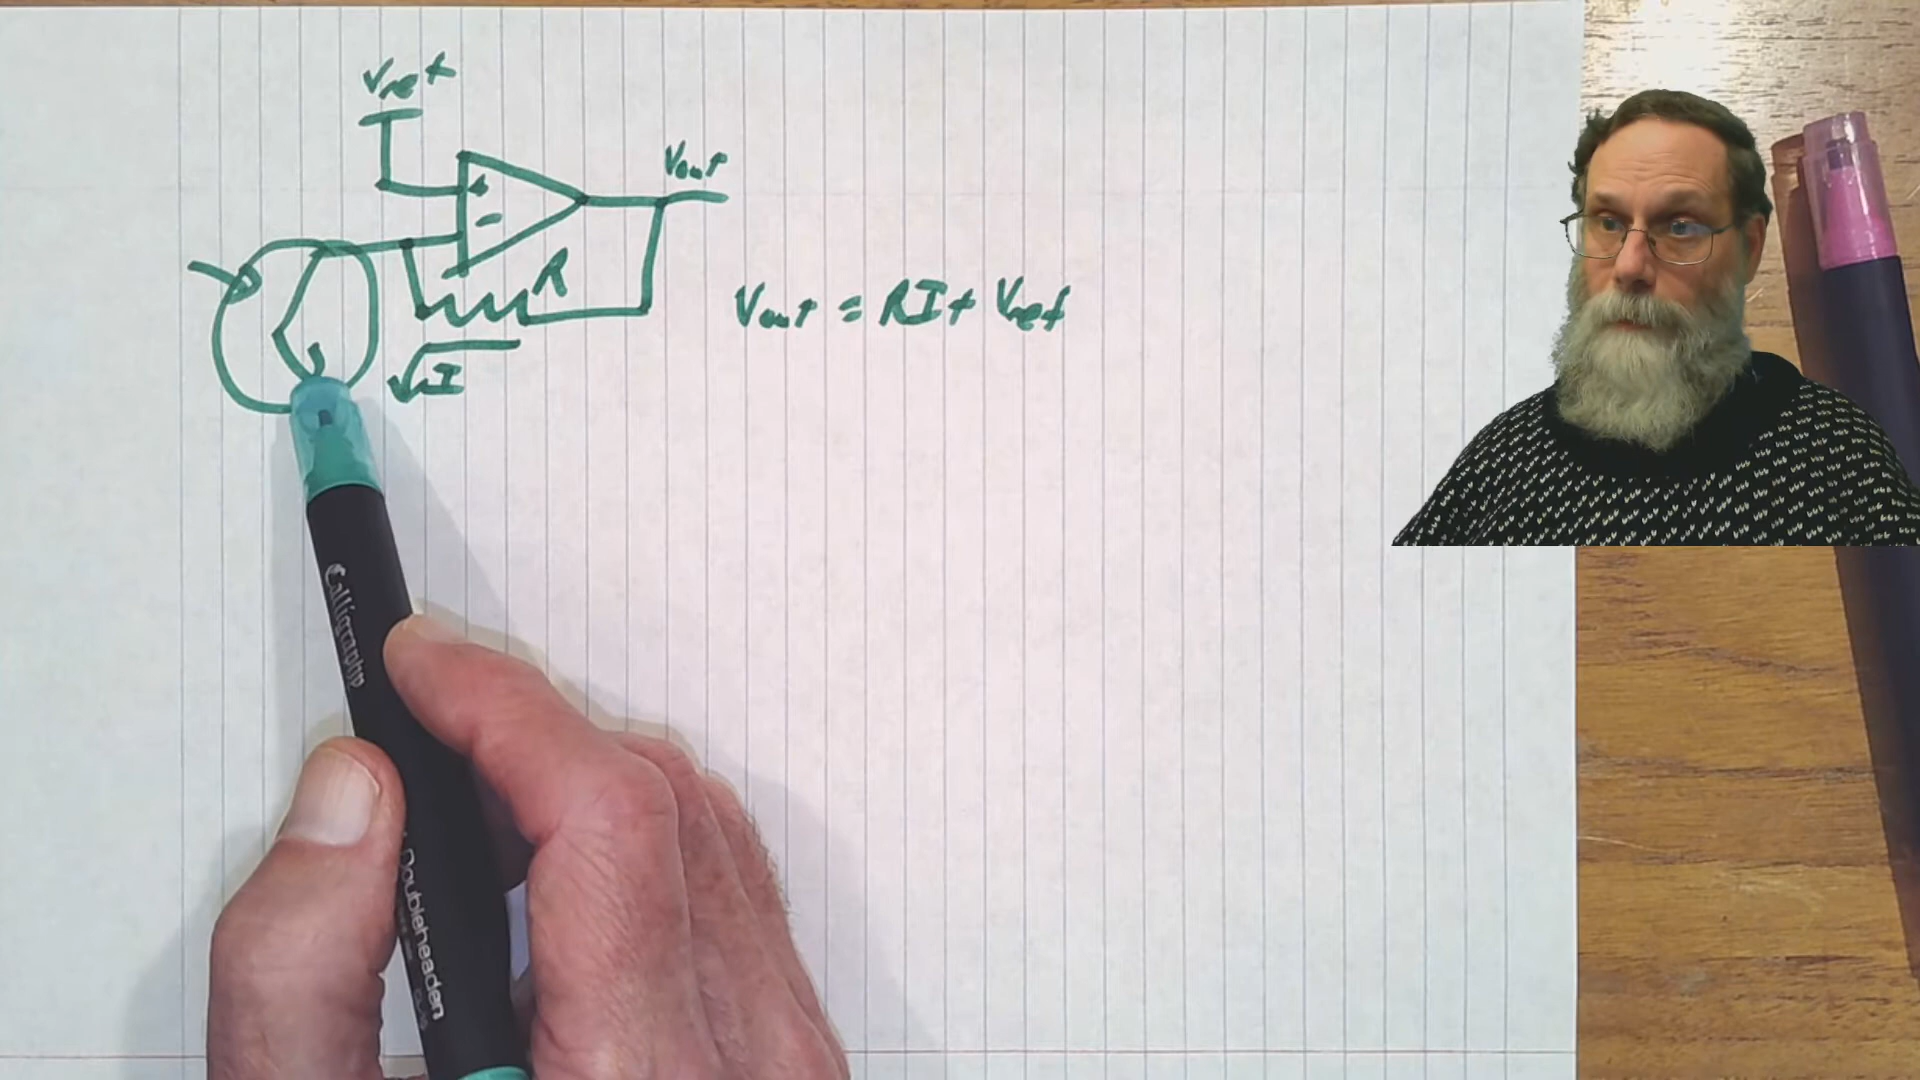 Vref
+
Vout
-
R
Vout = RI + Vref
I
Calligraphy
Doubleheader